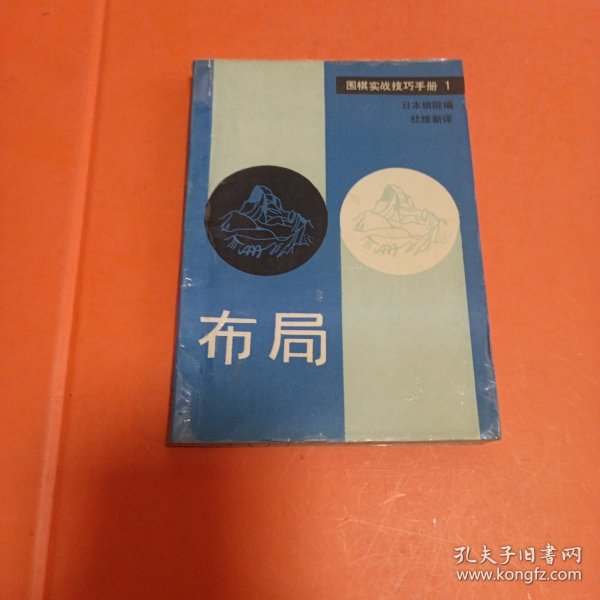 围棋实战技巧手册 1
日本棋院编
杜维新译
布局
孔夫子旧书网
www.kongfz.com